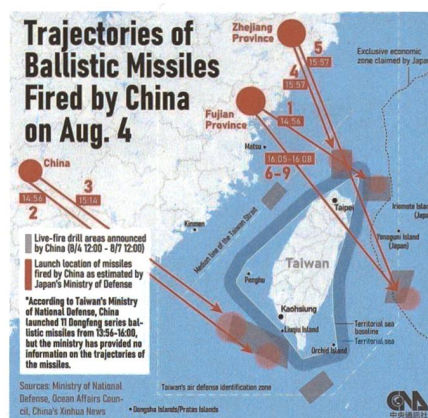 Trajectories of
Ballistic Missiles
Fired by China
on Aug. 4
Zhejiang
Province
5
15:57
4
15:57
Exclusive economic
zone claimed by Japan
Fujian
Province
1
14:56
Matsu
16:05-16:08
6-9
China
14:56
2
3
15:14
Taipei
Iriomote Island
Yonaguni Island
(Japan)
Kinmen
Median line of the Taiwan Strait
Taiwan
Penghu
Kaohsiung
Liuqiu Island
Orchid Island
Territorial sea
baseline
Territorial sea
Live-fire drill areas announced
by China (8/4 12:00 - 8/7 12:00)
Launch location of missiles
fired by China as estimated by
Japan's Ministry of Defense
*According to Taiwan's Ministry
of National Defense, China
launched 11 Dongfeng series bal-
listic missiles from 13:56-16:00,
but the ministry has provided no
information on the trajectories of
the missiles.
Taiwan's air defense identification zone
Sources: Ministry of National
Defense, Ocean Affairs Coun-
cil, China's Xinhua News
Dongsha Islands/Pratas Islands
CNA
中央通訊社